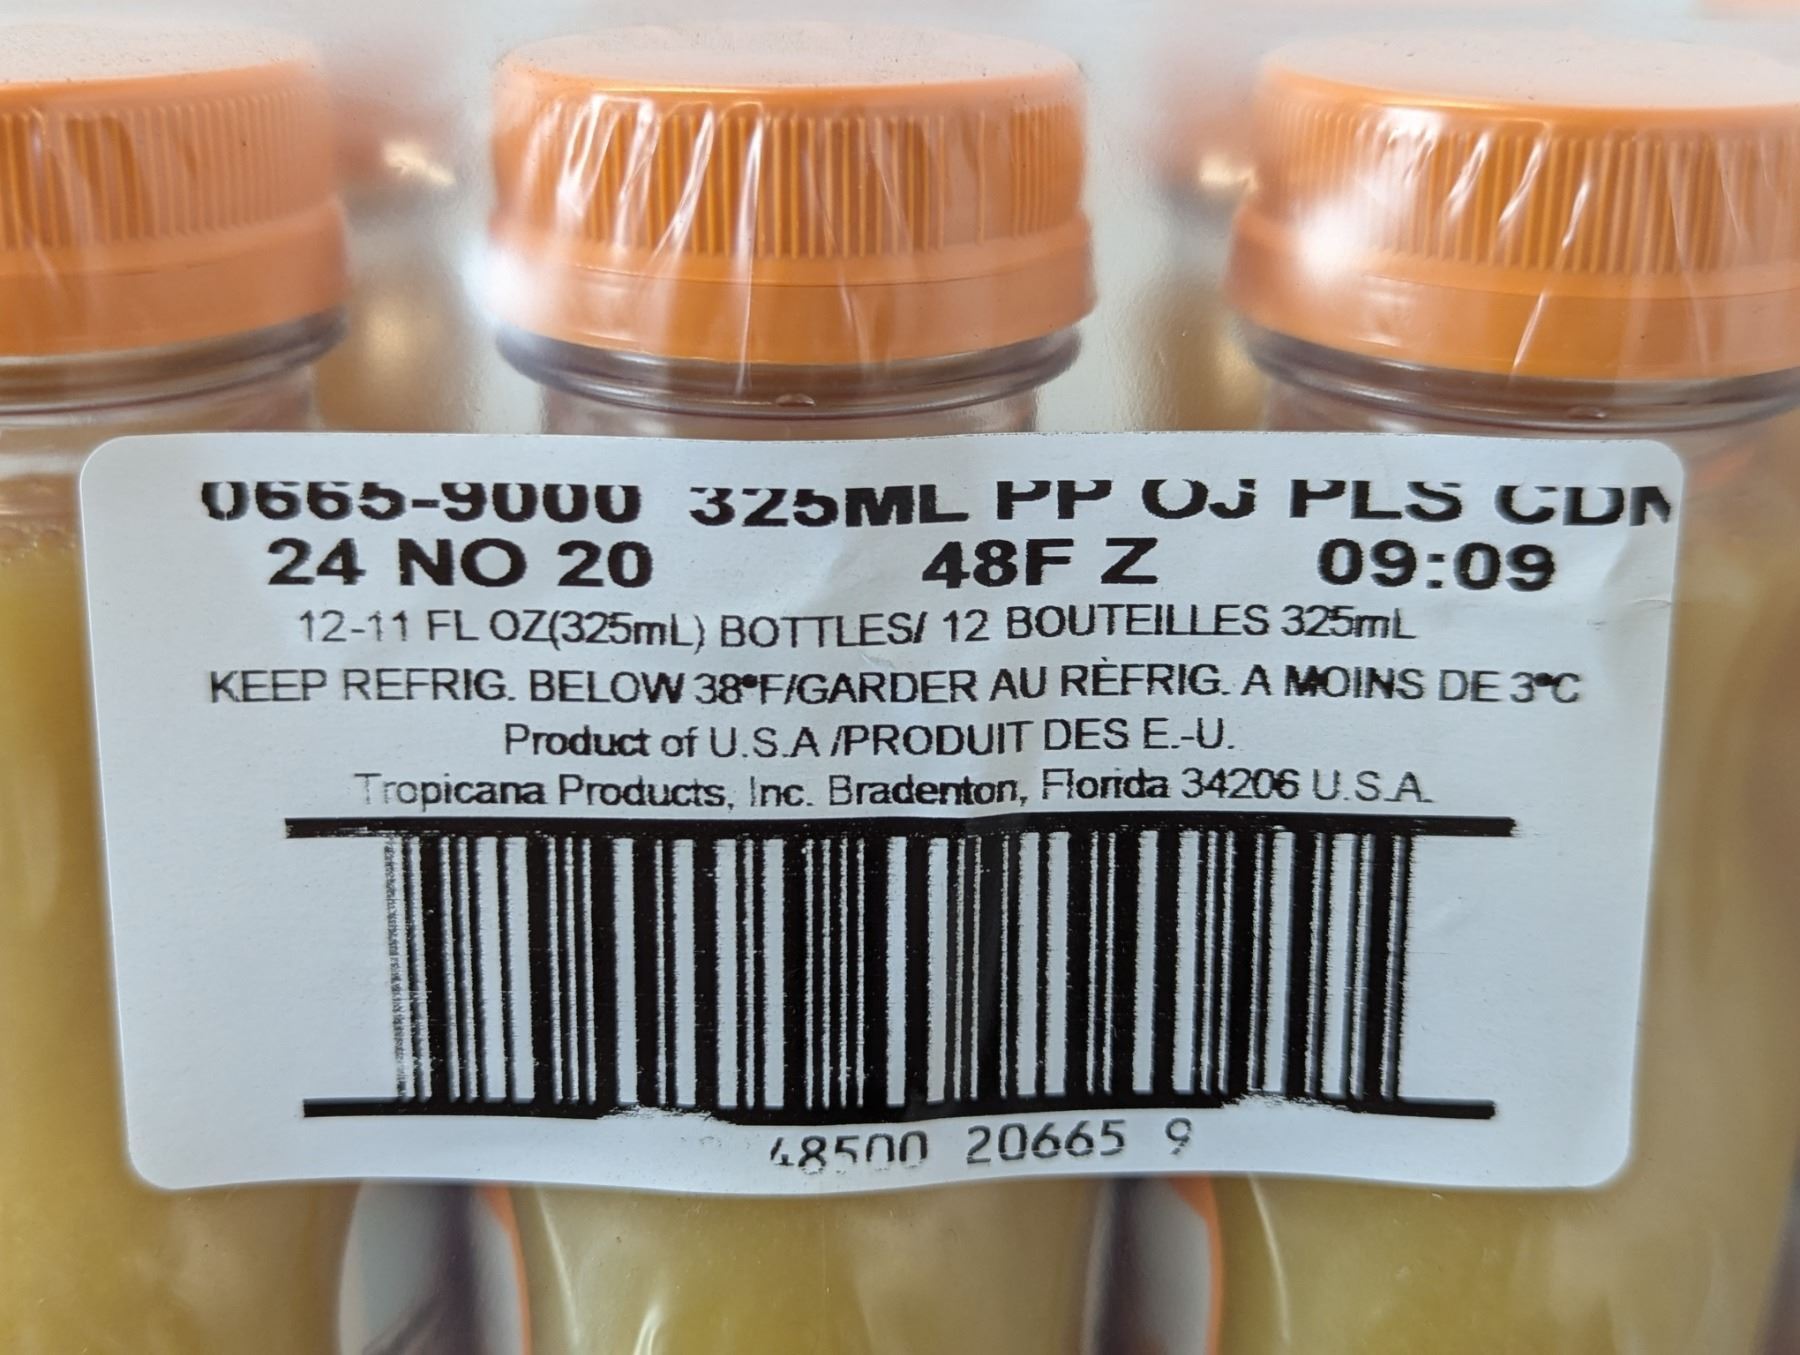 0665-9000 325ML PP OJ PLS CDN
24 NO 20 48F Z 09:09
12-11 FL OZ(325mL) BOTTLES/ 12 BOUTEILLES 325mL
KEEP REFRIG. BELOW 38°F/GARDER AU RÉFRIG. A MOINS DE 3°C
Product of U.S.A /PRODUIT DES E.-U.
Tropicana Products, Inc. Bradenton, Florida 34206 U.S.A.
48500 20665 9